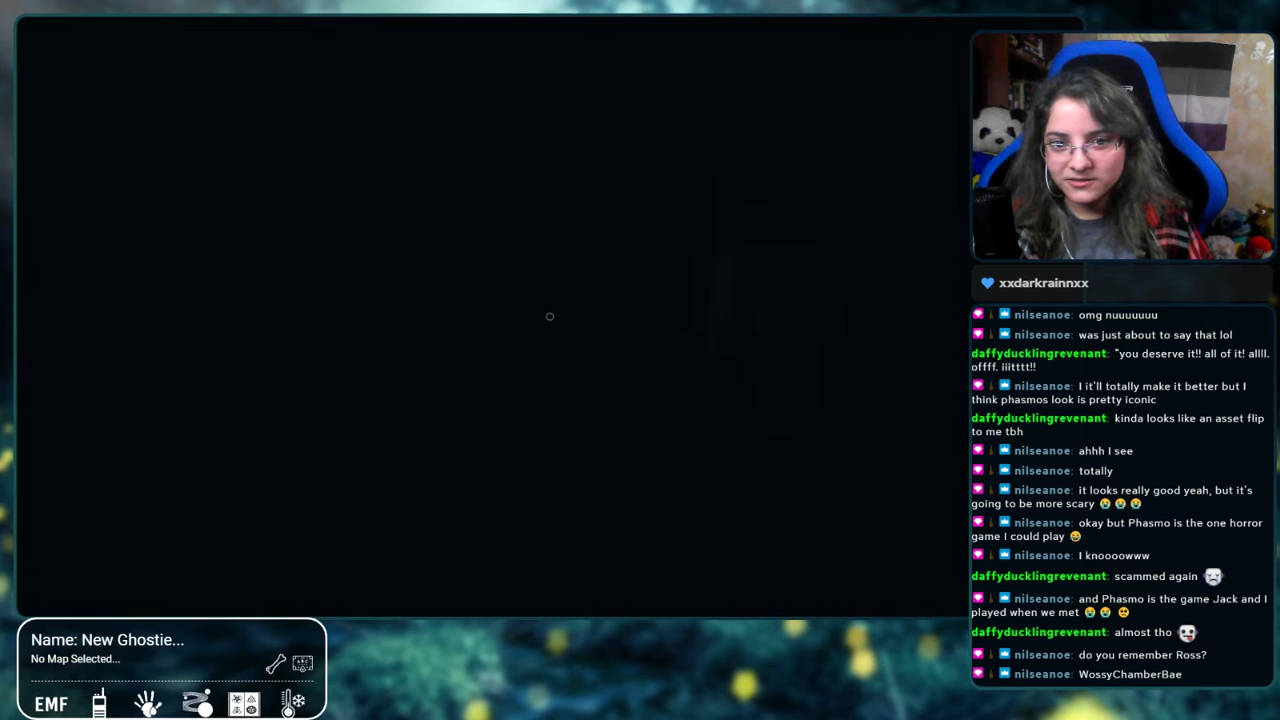 xxdarkrainnxx
nilseanoe: omg nuuuuuuu
nilseanoe: was just about to say that lol
daffyducklingrevenant: "you deserve it!! all of it! allll.
offff. iiitttt!!
nilseanoe: I it'll totally make it better but I
think phasmos look is pretty iconic
daffyducklingrevenant: kinda looks like an asset flip
to me tbh
nilseanoe: ahhh I see
nilseanoe: totally
nilseanoe: it looks really good yeah, but it's
going to be more scary 😭 😭 😭
nilseanoe: okay but Phasmo is the one horror
game I could play 😂
nilseanoe: I knoooowww
daffyducklingrevenant: scammed again
nilseanoe: and Phasmo is the game Jack and I
played when we met 😭 😭 🥺
daffyducklingrevenant: almost tho
nilseanoe: do you remember Ross?
nilseanoe: WossyChamberBae
Name: New Ghostie...
No Map Selected...
EMF